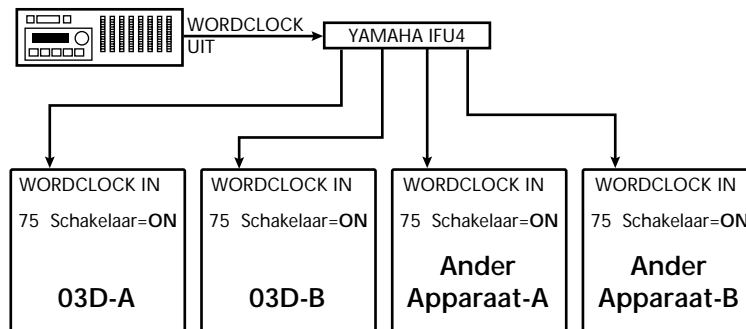 WORDCLOCK
UIT
YAMAHA IFU4
WORDCLOCK IN
75 Schakelaar=ON
03D-A
WORDCLOCK IN
75 Schakelaar=ON
03D-B
WORDCLOCK IN
75 Schakelaar=ON
Ander
Apparaat-A
WORDCLOCK IN
75 Schakelaar=ON
Ander
Apparaat-B